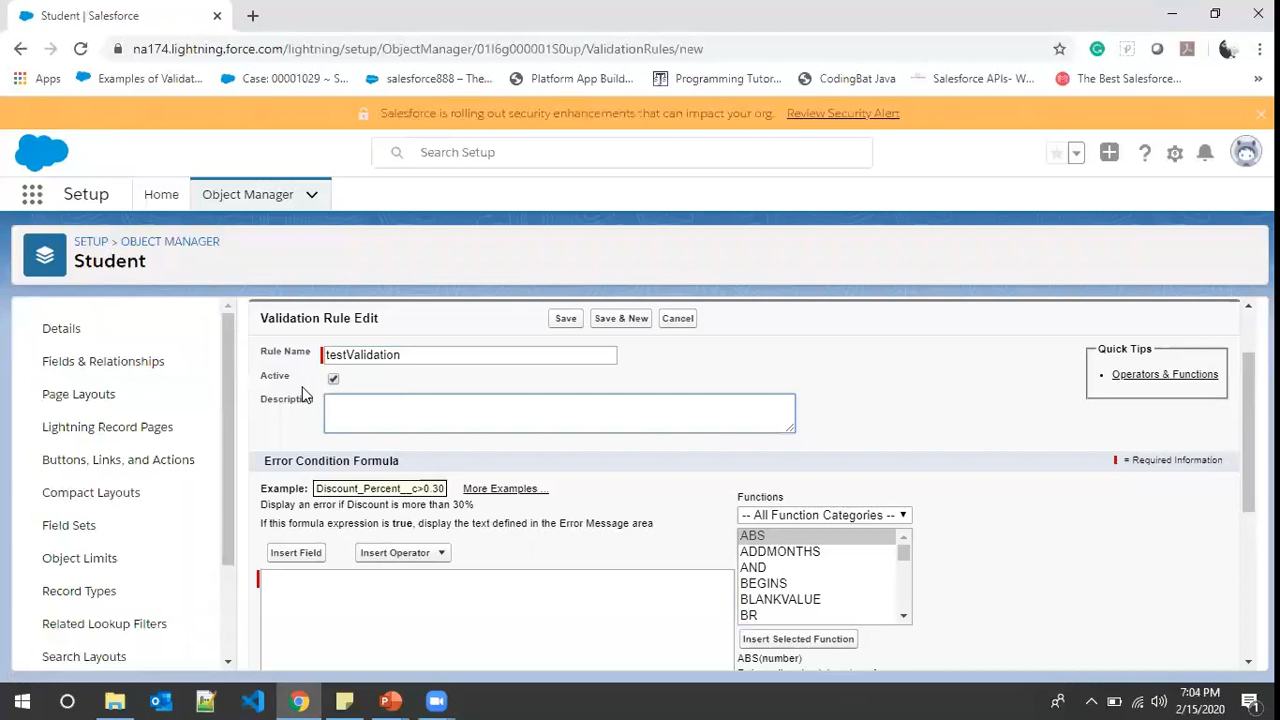 Student | Salesforce
na174.lightning.force.com/lightning/setup/ObjectManager/01I6g000001S0up/ValidationRules/new
Apps
Examples of Validat...
Case: 00001029 ~ S...
salesforce888 – The...
Platform App Build...
Programming Tutor...
CodingBat Java
Salesforce APIs- W...
The Best Salesforce...
»
Salesforce is rolling out security enhancements that can impact your org. Review Security Alert
Search Setup
Setup
Home
Object Manager
SETUP > OBJECT MANAGER
Student
Details
Fields & Relationships
Page Layouts
Lightning Record Pages
Buttons, Links, and Actions
Compact Layouts
Field Sets
Object Limits
Record Types
Related Lookup Filters
Search Layouts
Validation Rule Edit
Save
Save & New
Cancel
Rule Name
testValidation
Active
Description
Quick Tips
• Operators & Functions
Error Condition Formula
= Required Information
Example: Discount_Percent__c>0.30 More Examples ...
Display an error if Discount is more than 30%
If this formula expression is true, display the text defined in the Error Message area
Insert Field
Insert Operator
Functions
-- All Function Categories --
ABS
ADDMONTHS
AND
BEGINS
BLANKVALUE
BR
Insert Selected Function
ABS(number)
7:04 PM
2/15/2020
1